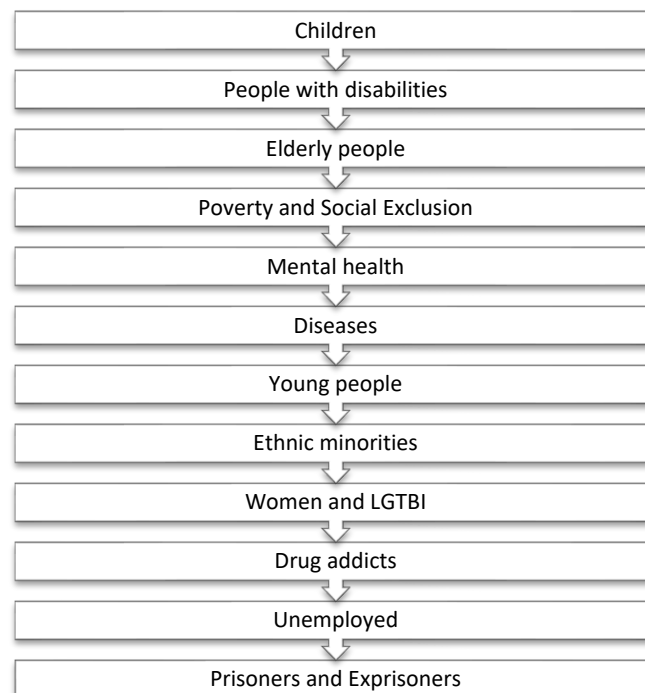 Children
People with disabilities
Elderly people
Poverty and Social Exclusion
Mental health
Diseases
Young people
Ethnic minorities
Women and LGTBI
Drug addicts
Unemployed
Prisoners and Exprisoners